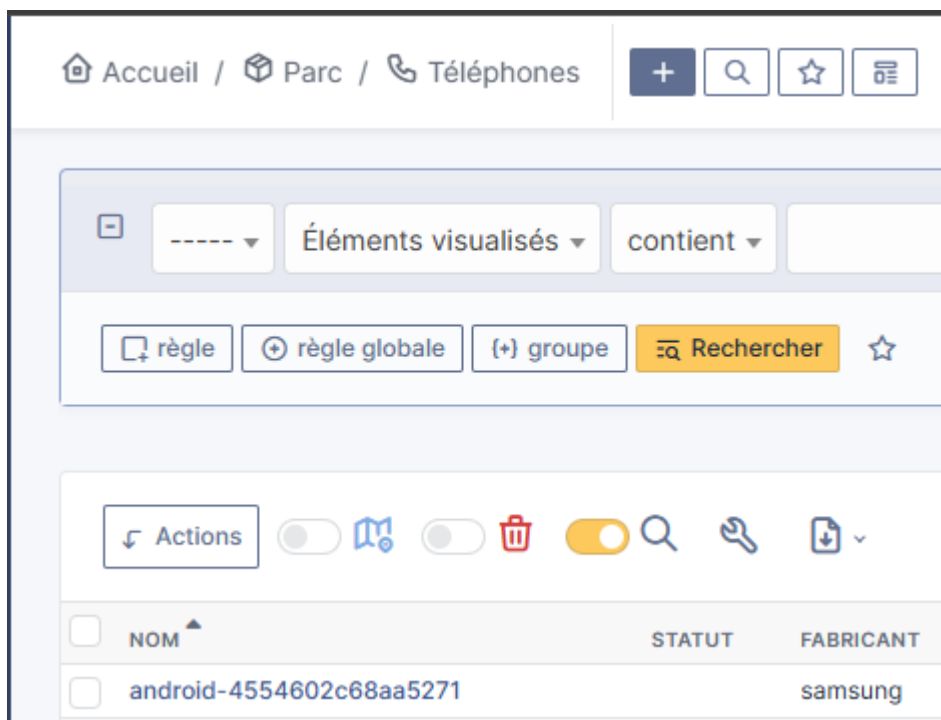 Accueil / Parc / Téléphones
----- Éléments visualisés contient
règle règle globale {+} groupe Rechercher
Actions
NOM STATUT FABRICANT
android-4554602c68aa5271 samsung